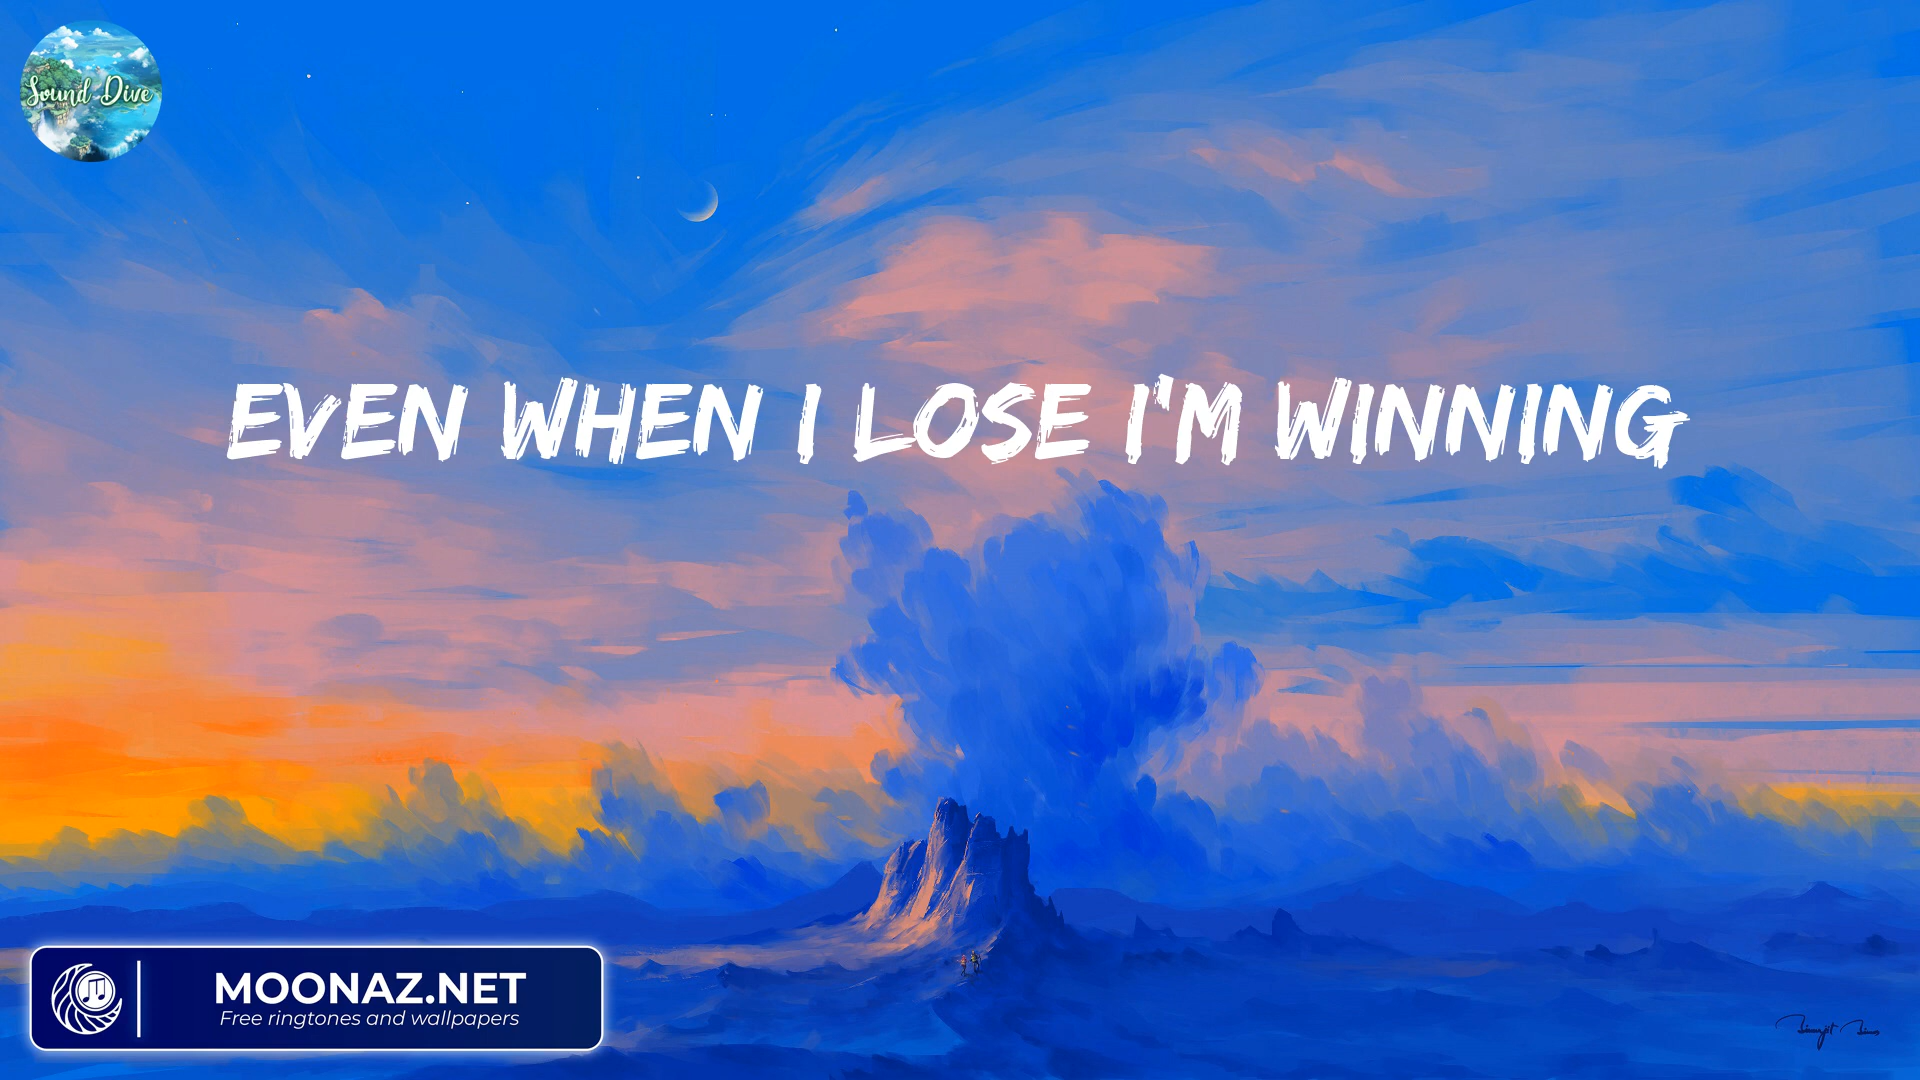 Sound Dive
EVEN WHEN I LOSE I'M WINNING
MOONAZ.NET
Free ringtones and wallpapers